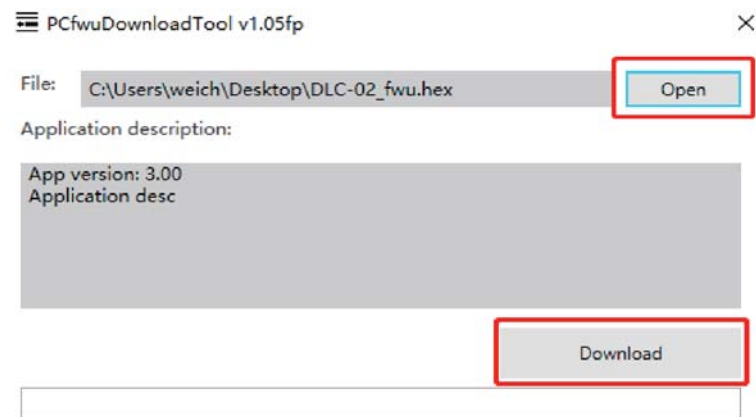 PCfwuDownloadTool v1.05fp
File: C:\Users\weich\Desktop\DLC-02_fwu.hex Open
Application description:
App version: 3.00
Application desc
Download